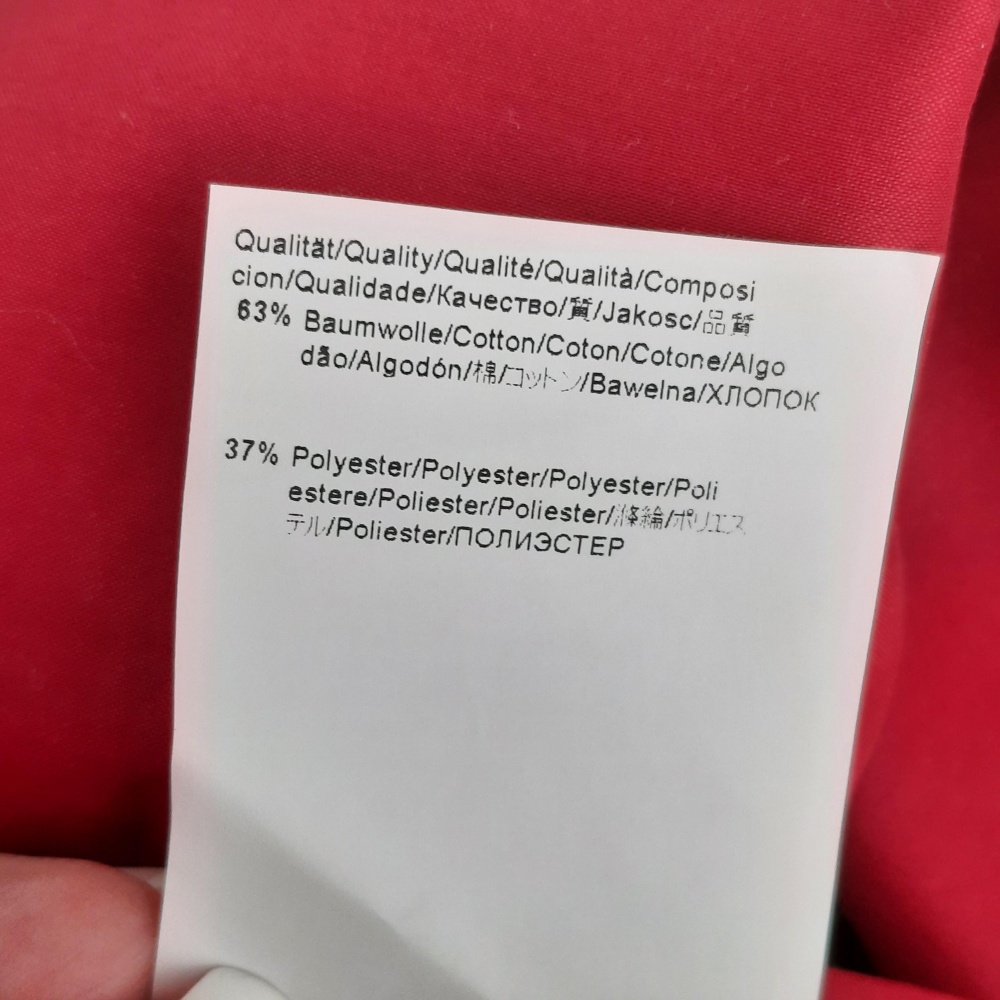 Qualität/Quality/Qualité/Qualità/Composi
cion/Qualidade/Качество/質/Jakosc/品質
63% Baumwolle/Cotton/Coton/Cotone/Algo
dão/Algodón/棉/コットン/Bawelna/ХЛОПОК
37% Polyester/Polyester/Polyester/Poli
estere/Poliester/Poliester/滌綸/ポリエス
テル/Poliester/ПОЛИЭСТЕР